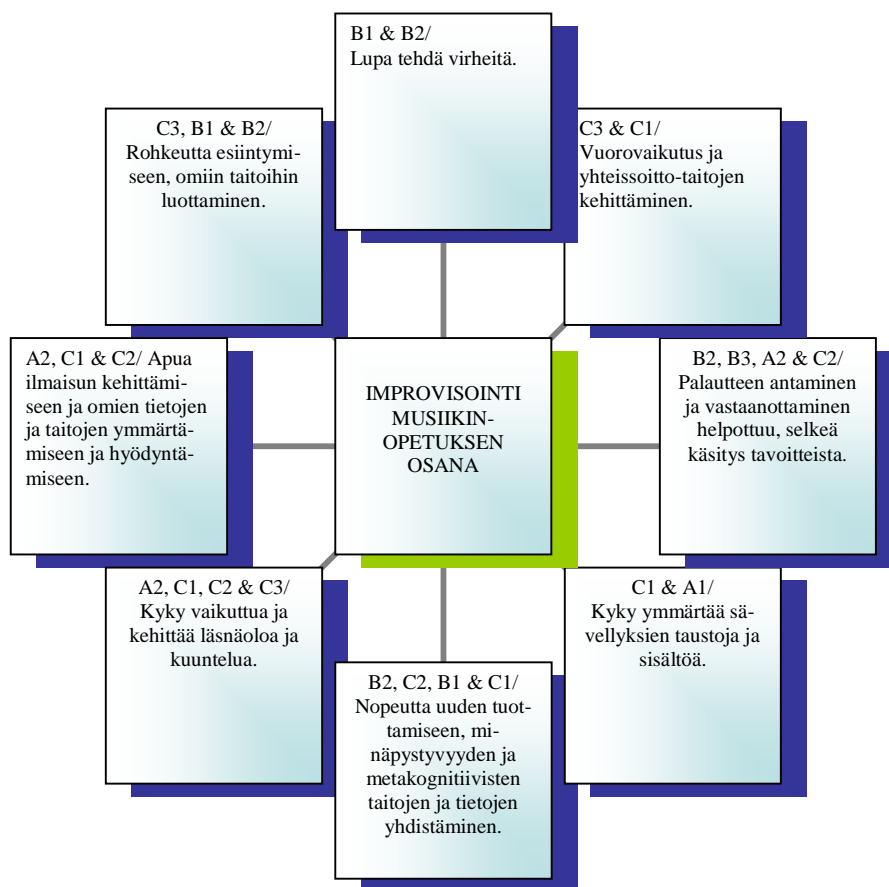 B1 & B2/
Lupa tehdä virheitä.
C3, B1 & B2/
Rohkeutta esiintymi-
seen, omiin taitoihin
luottaminen.
C3 & C1/
Vuorovaikutus ja
yhteissoitto-taitojen
kehittäminen.
A2, C1 & C2/ Apua
ilmaisun kehittämi-
seen ja omien tietojen
ja taitojen ymmärtä-
miseen ja hyödyntä-
miseen.
IMPROVISOINTI
MUSIIKIN-
OPETUKSEN
OSANA
B2, B3, A2 & C2/
Palautteen antaminen
ja vastaanottaminen
helpottuu, selkeä
käsitys tavoitteista.
A2, C1, C2 & C3/
Kyky vaikuttua ja
kehittää läsnäoloa ja
kuuntelua.
C1 & A1/
Kyky ymmärtää sä-
vellyksien taustoja ja
sisältöä.
B2, C2, B1 & C1/
Nopeutta uuden tuot-
tamiseen, mi-
näpystyvyyden ja
metakognitiivisten
taitojen ja tietojen
yhdistäminen.